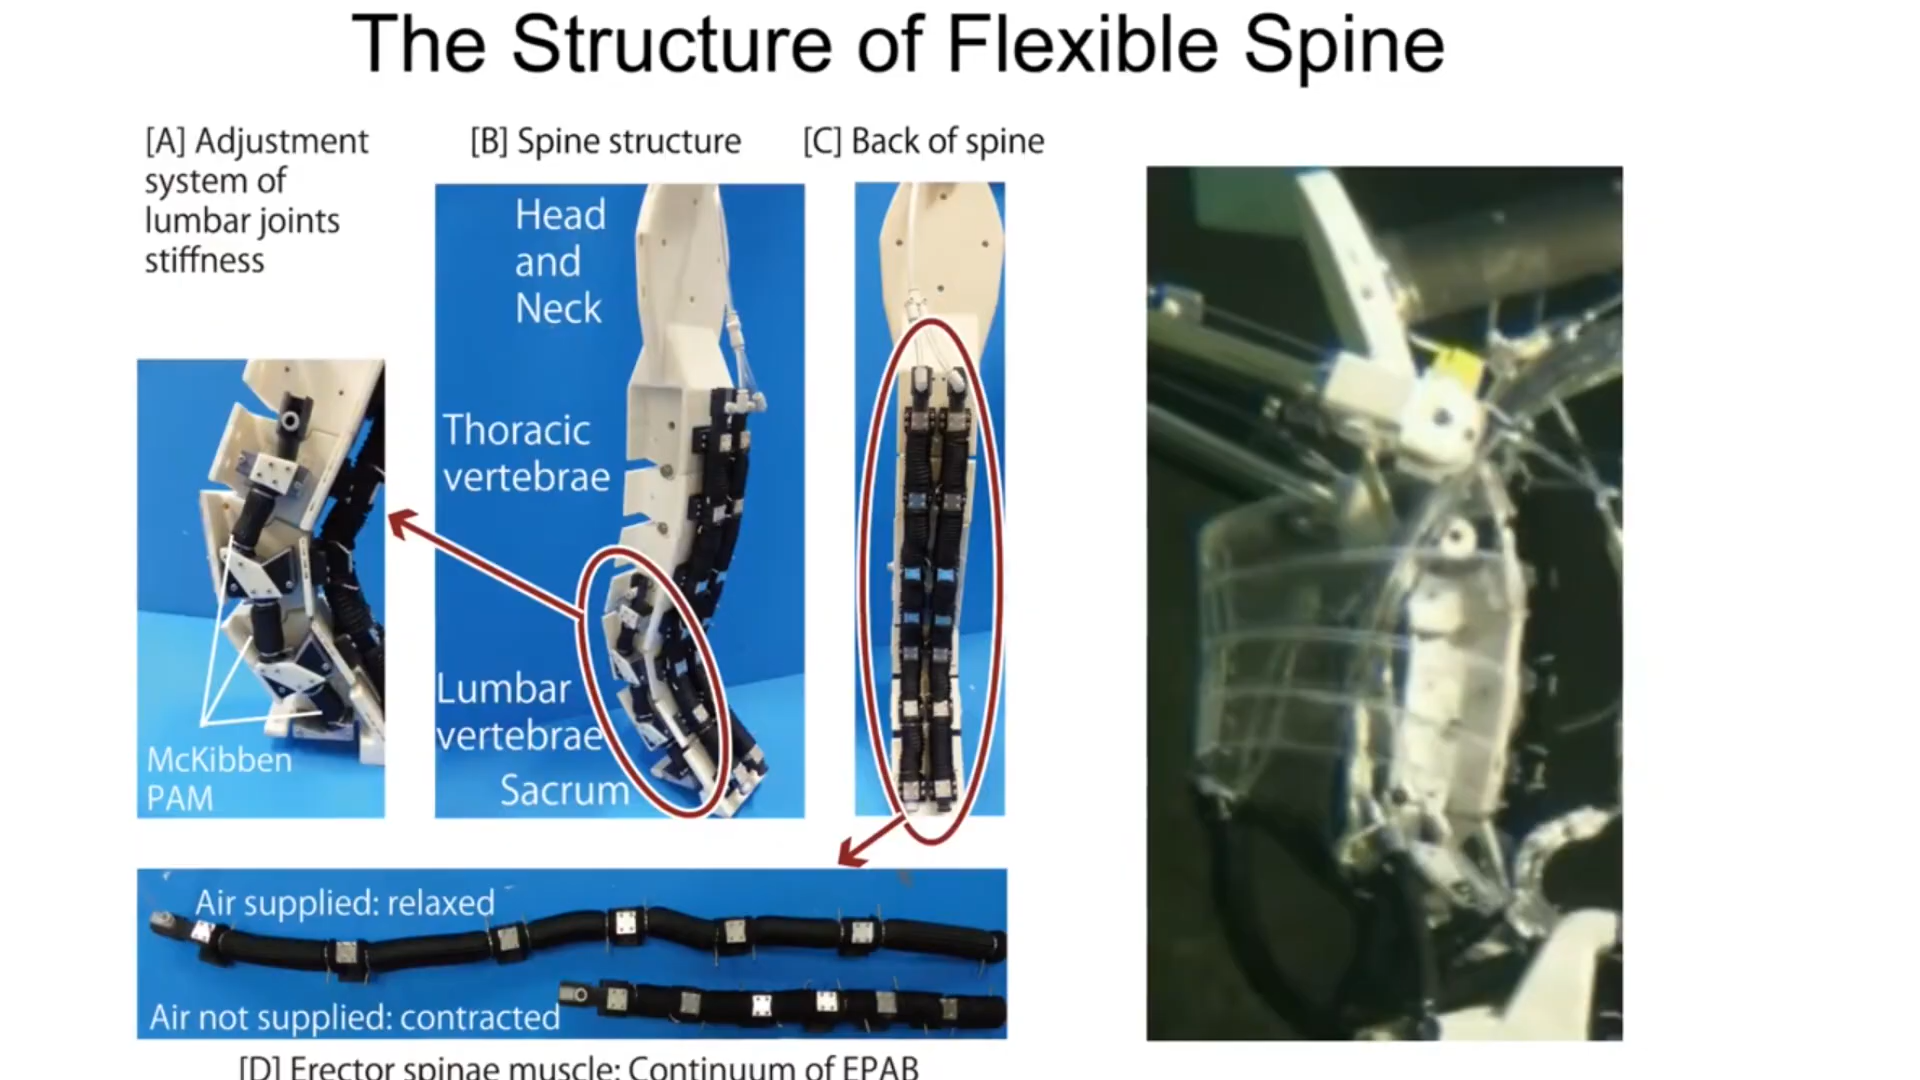 The Structure of Flexible Spine
[A] Adjustment
system of
lumbar joints
stiffness
[B] Spine structure
[C] Back of spine
Head
and
Neck
Thoracic
vertebrae
Lumbar
vertebrae
Sacrum
McKibben
PAM
Air supplied: relaxed
Air not supplied: contracted
[D] Erector spinae muscle: Continuum of EPAB